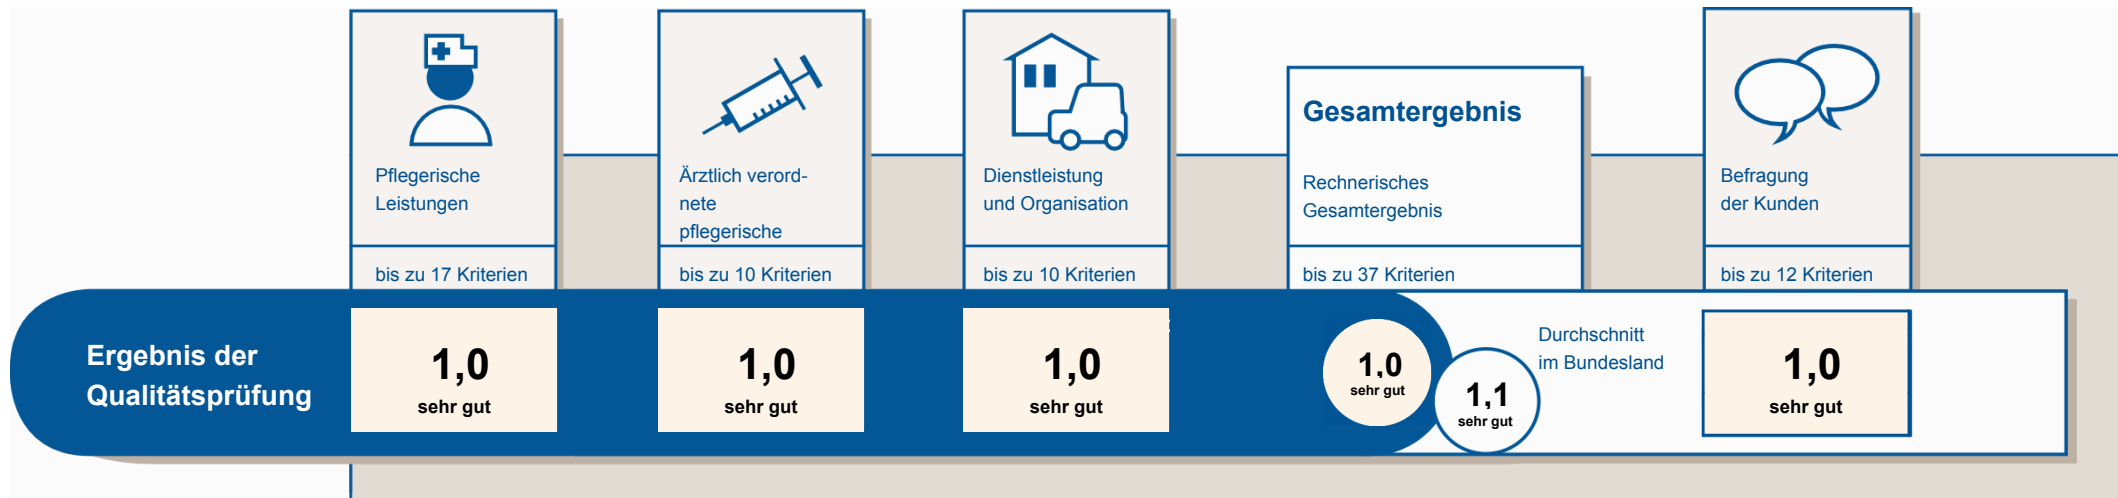 Pflegerische
Leistungen
bis zu 17 Kriterien
Ärztlich verord-
nete
pflegerische
bis zu 10 Kriterien
Dienstleistung
und Organisation
bis zu 10 Kriterien
Gesamtergebnis
Rechnerisches
Gesamtergebnis
bis zu 37 Kriterien
Befragung
der Kunden
bis zu 12 Kriterien
Ergebnis der
Qualitätsprüfung
1,0
sehr gut
1,0
sehr gut
1,0
sehr gut
1,0
sehr gut
1,1
sehr gut
Durchschnitt
im Bundesland
1,0
sehr gut